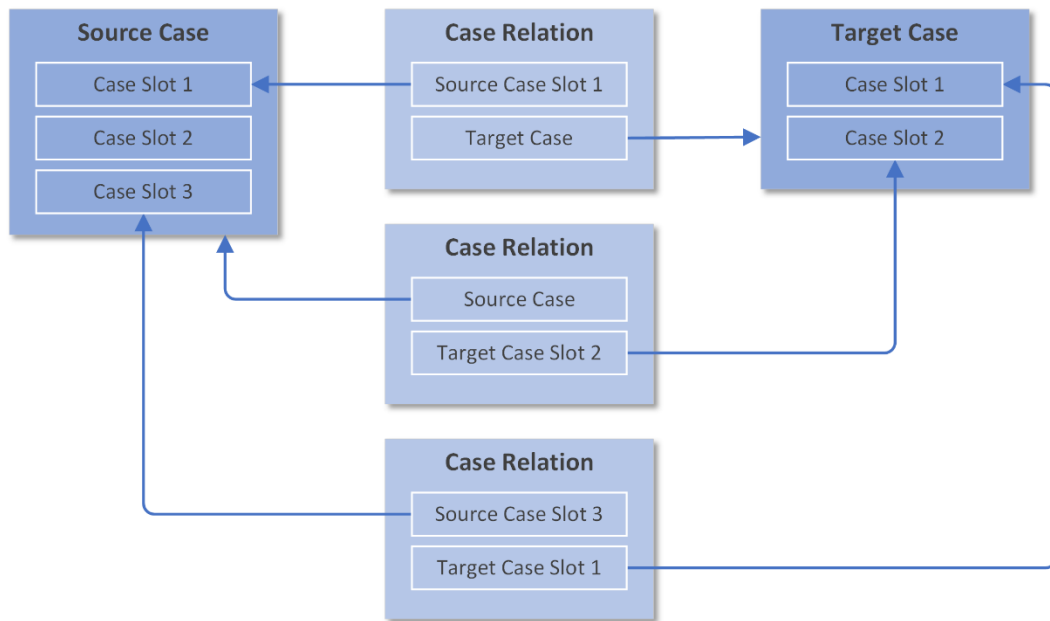 Source Case
Case Slot 1
Case Slot 2
Case Slot 3
Case Relation
Source Case Slot 1
Target Case
Target Case
Case Slot 1
Case Slot 2
Case Relation
Source Case
Target Case Slot 2
Case Relation
Source Case Slot 3
Target Case Slot 1